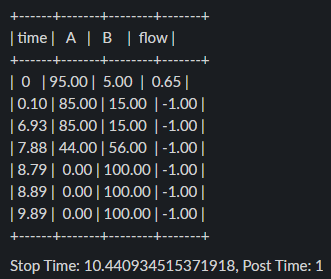 +------+-------+--------+-------+
| time |   A   |   B    |  flow |
+------+-------+--------+-------+
|  0   | 95.00 |  5.00  |  0.65 |
| 0.10 | 85.00 | 15.00  | -1.00 |
| 6.93 | 85.00 | 15.00  | -1.00 |
| 7.88 | 44.00 | 56.00  | -1.00 |
| 8.79 |  0.00 | 100.00 | -1.00 |
| 8.89 |  0.00 | 100.00 | -1.00 |
| 9.89 |  0.00 | 100.00 | -1.00 |
+------+-------+--------+-------+
Stop Time: 10.440934515371918, Post Time: 1